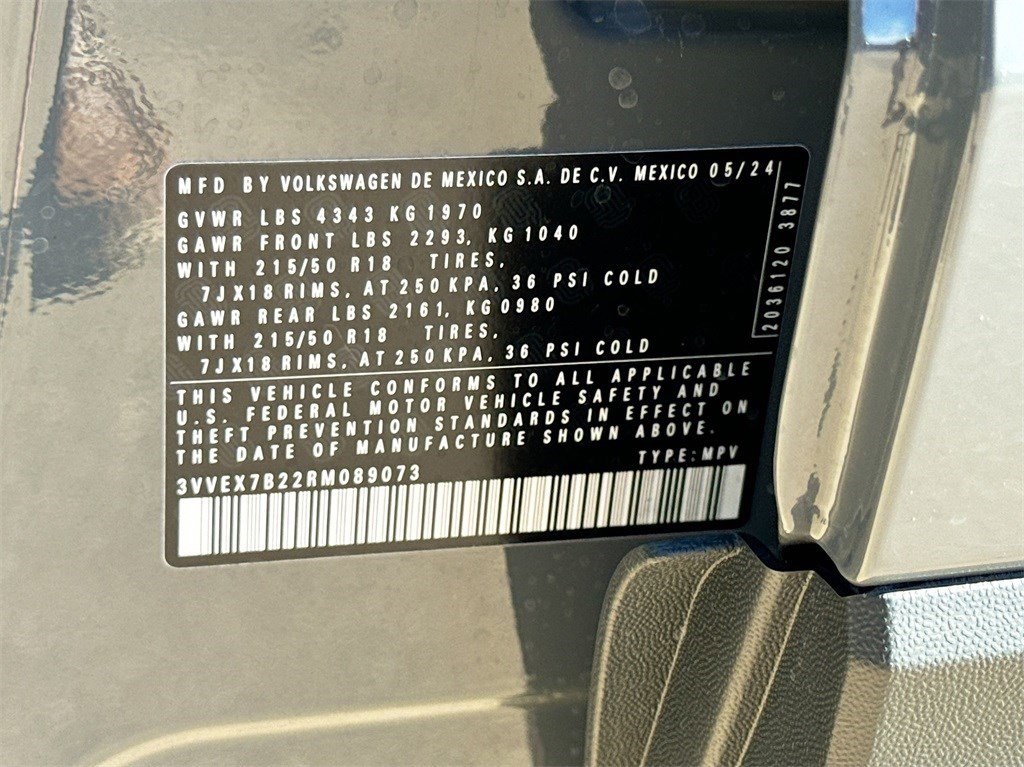 MFD BY VOLKSWAGEN DE MEXICO S.A. DE C.V. MEXICO 05/24
GVWR LBS 4343 KG 1970
GAWR FRONT LBS 2293, KG 1040
WITH 215/50 R18 TIRES,
7JX18 RIMS, AT 250 KPA, 36 PSI COLD
GAWR REAR LBS 2161, KG 0980
WITH 215/50 R18 TIRES,
7JX18 RIMS, AT 250 KPA, 36 PSI COLD
2036120 3877
THIS VEHICLE CONFORMS TO ALL APPLICABLE
U.S. FEDERAL MOTOR VEHICLE SAFETY AND
THEFT PREVENTION STANDARDS IN EFFECT ON
THE DATE OF MANUFACTURE SHOWN ABOVE.
TYPE: MPV
3VVEX7B22RM089073